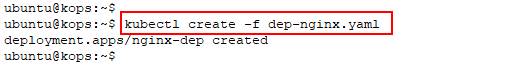 ubuntu@kops:~$
ubuntu@kops:~$ kubectl create -f dep-nginx.yaml
deployment.apps/nginx-dep created
ubuntu@kops:~$